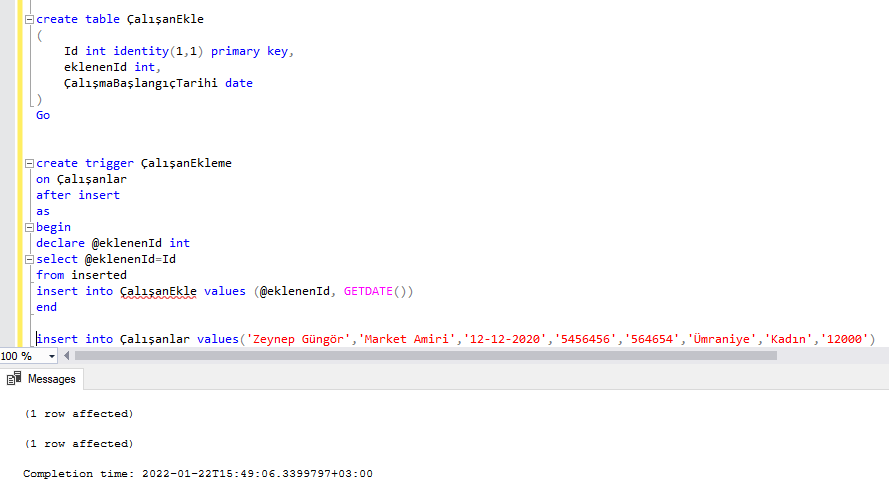 create table ÇalışanEkle
(
Id int identity(1,1) primary key,
eklenenId int,
ÇalışmaBaşlangıçTarihi date
)
Go
create trigger ÇalışanEkleme
on Çalışanlar
after insert
as
begin
declare @eklenenId int
select @eklenenId=Id
from inserted
insert into ÇalışanEkle values (@eklenenId, GETDATE())
end
insert into Çalışanlar values('Zeynep Güngör','Market Amiri','12-12-2020','5456456','564654','Ümraniye','Kadın','12000')
100 %
Messages
(1 row affected)
(1 row affected)
Completion time: 2022-01-22T15:49:06.3399797+03:00